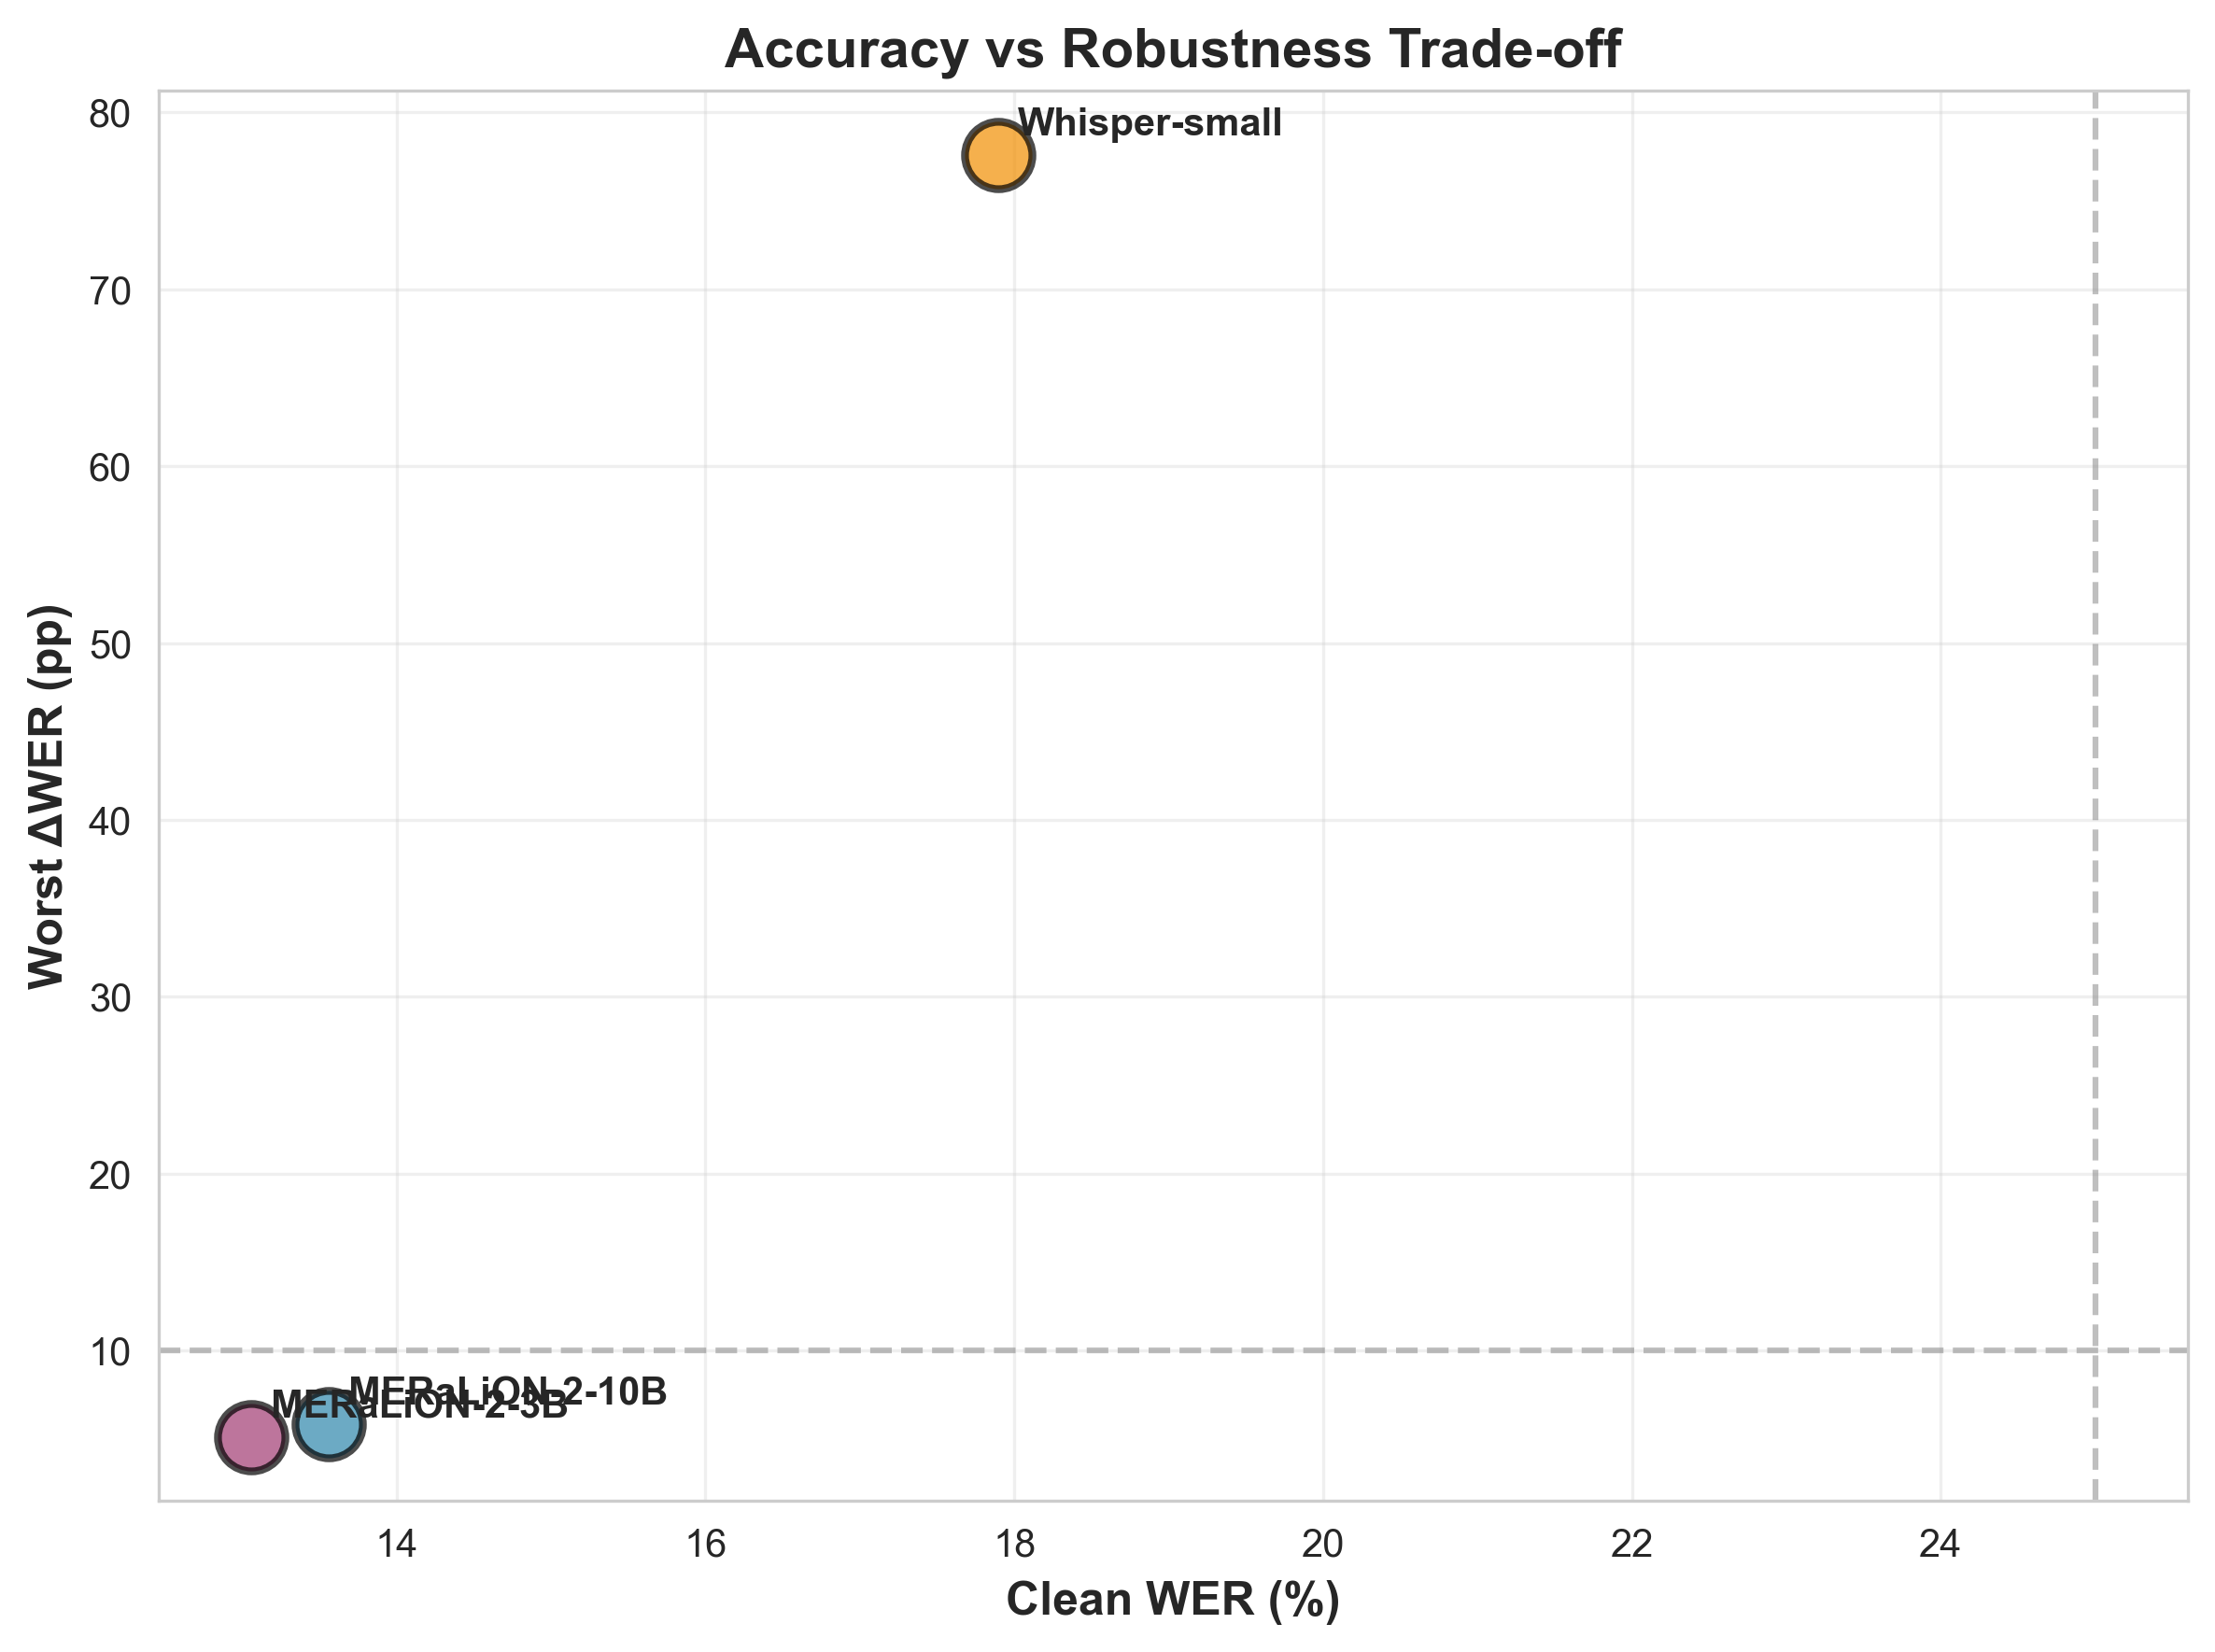 Accuracy vs Robustness Trade-off
80
Whisper-small
70
60
50
40
30
20
10
MERaLiON-2-10B
MERaLiON-2-3B
Worst ΔWER (pp)
14 16 18 20 22 24
Clean WER (%)